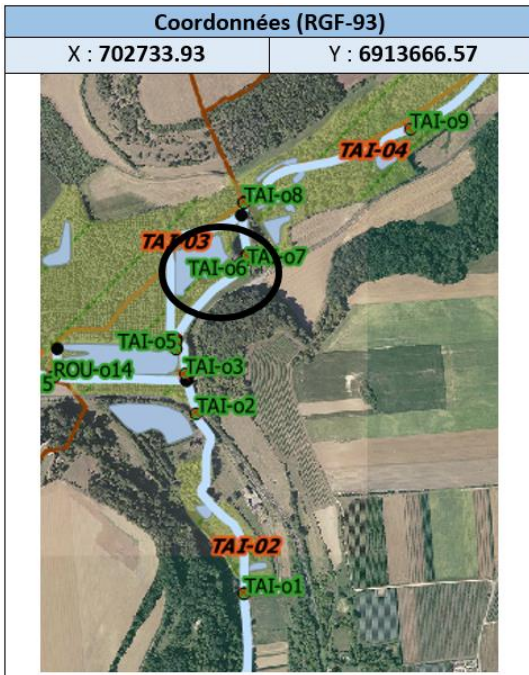 Coordonnées (RGF-93)
X : 702733.93 Y : 6913666.57
TAI-o9
TAI-04
TAI-o8
TAI-03
TAI-o6 TAI-o7
TAI-o5
ROU-o14
5
TAI-o3
TAI-o2
TAI-02
TAI-o1